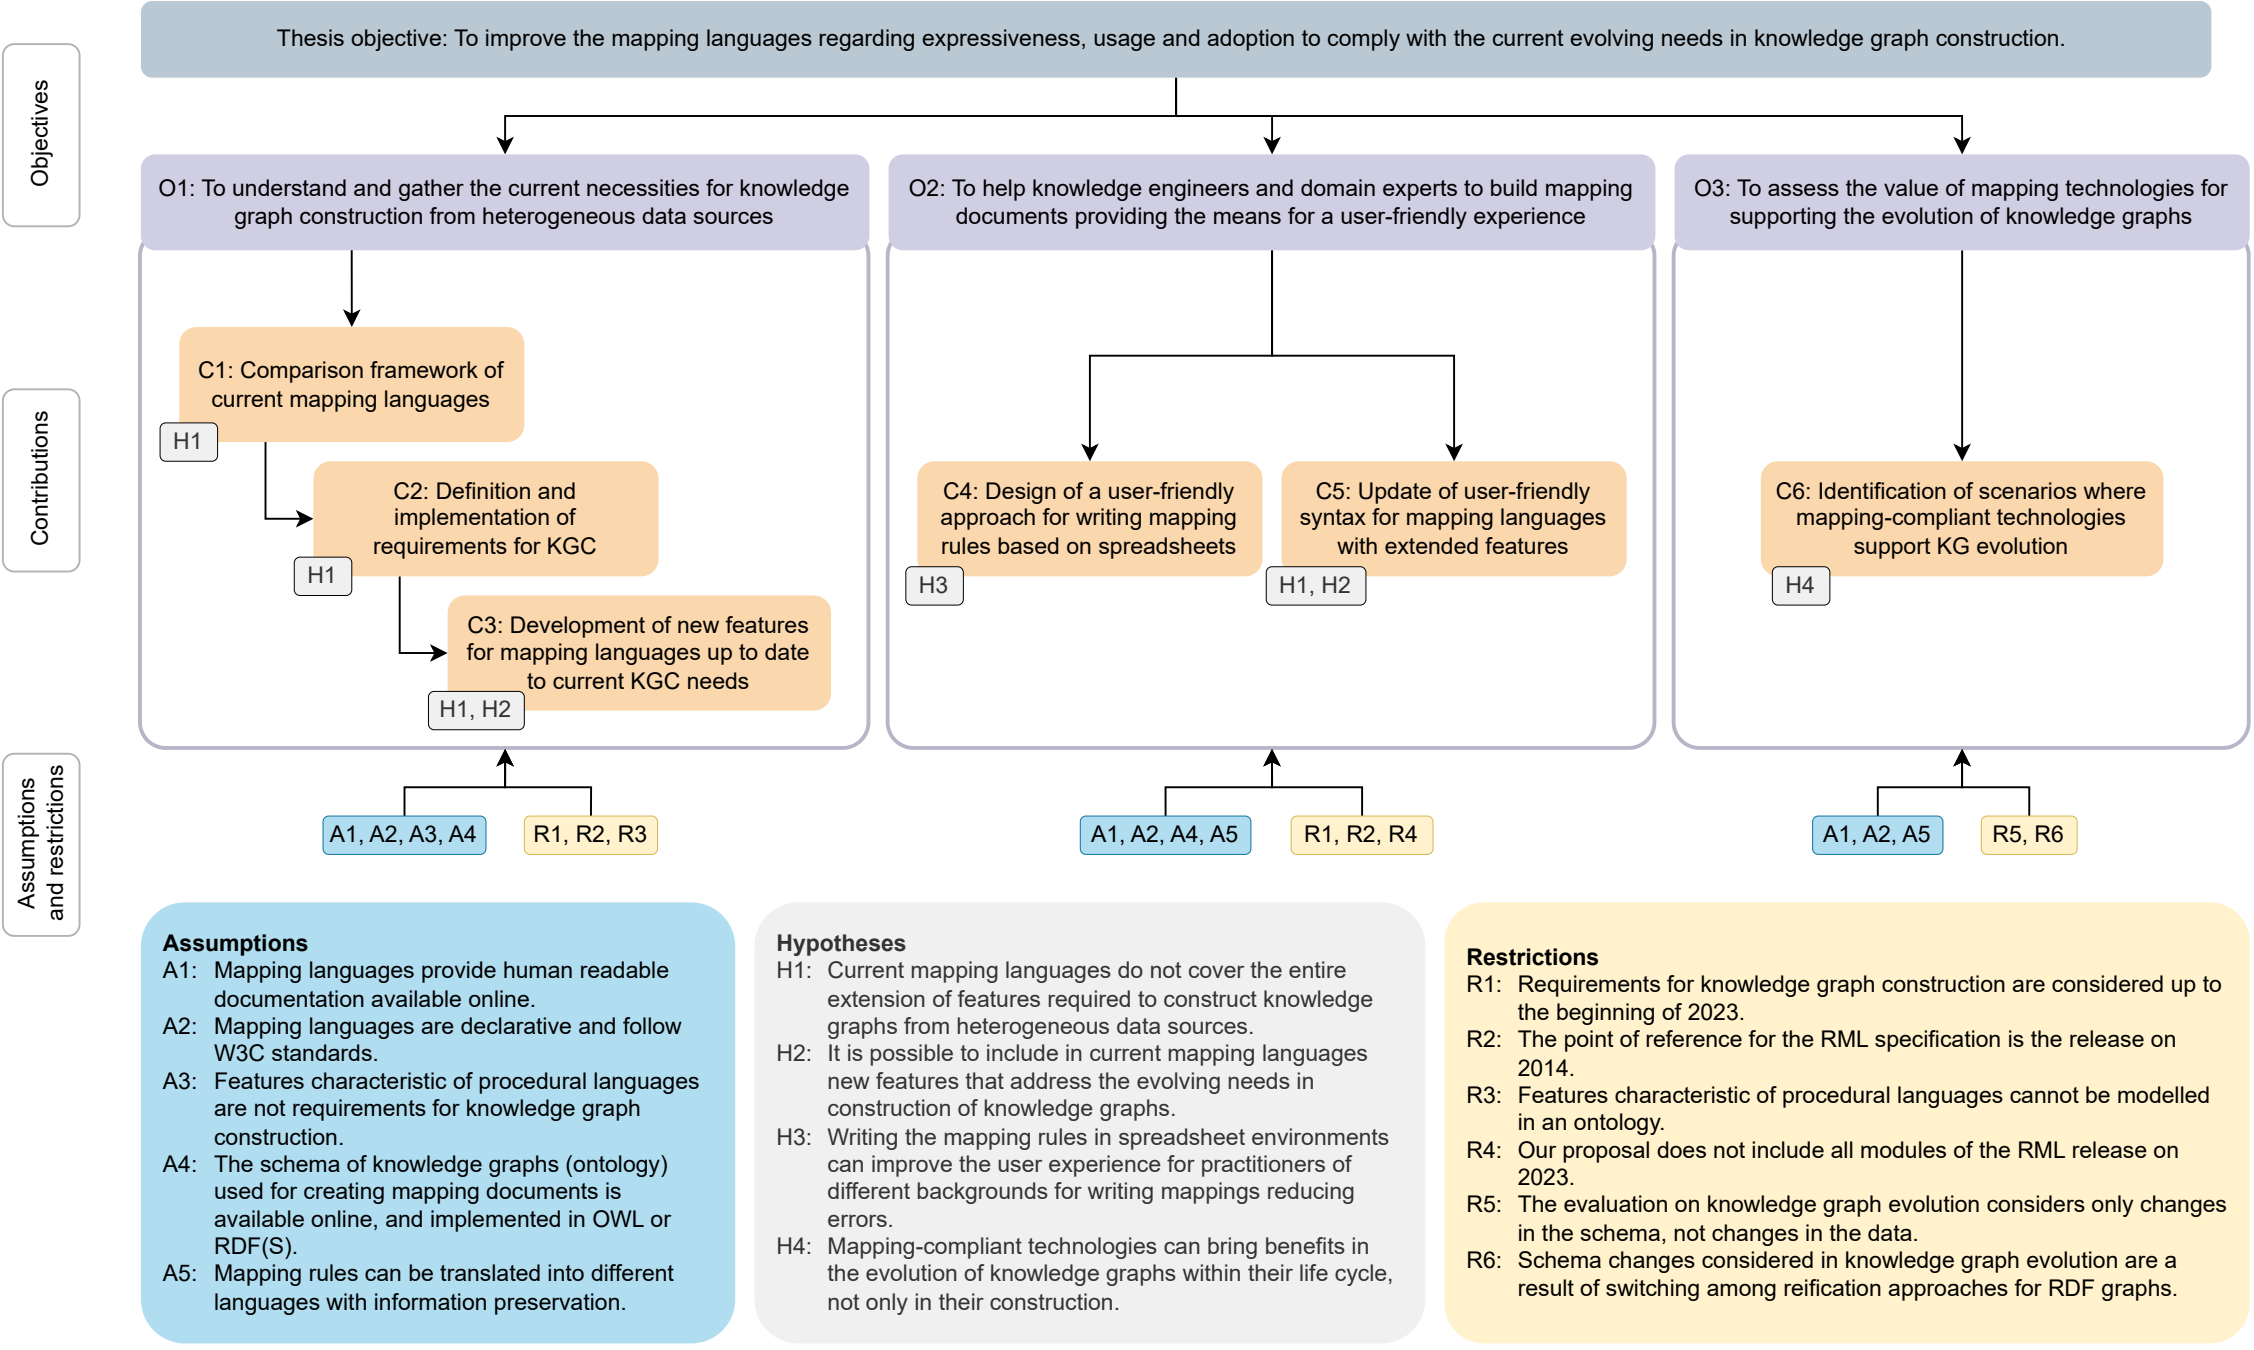 Thesis objective: To improve the mapping languages regarding expressiveness, usage and adoption to comply with the current evolving needs in knowledge graph construction.
Objectives
O1: To understand and gather the current necessities for knowledge
graph construction from heterogeneous data sources
O2: To help knowledge engineers and domain experts to build mapping
documents providing the means for a user-friendly experience
O3: To assess the value of mapping technologies for
supporting the evolution of knowledge graphs
Contributions
C1: Comparison framework of
current mapping languages
H1
C2: Definition and
implementation of
requirements for KGC
H1
C3: Development of new features
for mapping languages up to date
to current KGC needs
H1, H2
C4: Design of a user-friendly
approach for writing mapping
rules based on spreadsheets
H3
C5: Update of user-friendly
syntax for mapping languages
with extended features
H1, H2
C6: Identification of scenarios where
mapping-compliant technologies
support KG evolution
H4
Assumptions
and restrictions
A1, A2, A3, A4
R1, R2, R3
A1, A2, A4, A5
R1, R2, R4
A1, A2, A5
R5, R6
Assumptions
A1: Mapping languages provide human readable
documentation available online.
A2: Mapping languages are declarative and follow
W3C standards.
A3: Features characteristic of procedural languages
are not requirements for knowledge graph
construction.
A4: The schema of knowledge graphs (ontology)
used for creating mapping documents is
available online, and implemented in OWL or
RDF(S).
A5: Mapping rules can be translated into different
languages with information preservation.
Hypotheses
H1: Current mapping languages do not cover the entire
extension of features required to construct knowledge
graphs from heterogeneous data sources.
H2: It is possible to include in current mapping languages
new features that address the evolving needs in
construction of knowledge graphs.
H3: Writing the mapping rules in spreadsheet environments
can improve the user experience for practitioners of
different backgrounds for writing mappings reducing
errors.
H4: Mapping-compliant technologies can bring benefits in
the evolution of knowledge graphs within their life cycle,
not only in their construction.
Restrictions
R1: Requirements for knowledge graph construction are considered up to
the beginning of 2023.
R2: The point of reference for the RML specification is the release on
2014.
R3: Features characteristic of procedural languages cannot be modelled
in an ontology.
R4: Our proposal does not include all modules of the RML release on
2023.
R5: The evaluation on knowledge graph evolution considers only changes
in the schema, not changes in the data.
R6: Schema changes considered in knowledge graph evolution are a
result of switching among reification approaches for RDF graphs.